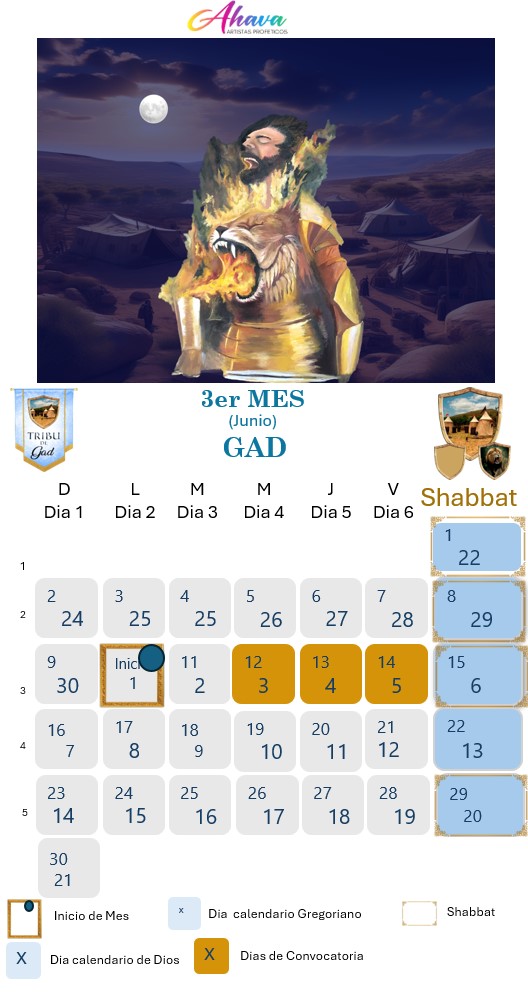 Ahava
ARTISTAS PROFETICOS
3er MES
(Junio)
GAD
TRIBU
DE
Gad
D L M M J V Shabbat
Dia 1 Dia 2 Dia 3 Dia 4 Dia 5 Dia 6
1
22
1
2 3 4 5 6 7 8
2 24 25 25 26 27 28 29
9 Inic 11 12 13 14 15
3 30 1 2 3 4 5 6
16 17 18 19 20 21 22
4 7 8 9 10 11 12 13
23 24 25 26 27 28 29
5 14 15 16 17 18 19 20
30
21
Inicio de Mes x Dia calendario Gregoriano Shabbat
X Dia calendario de Dios X Dias de Convocatoria